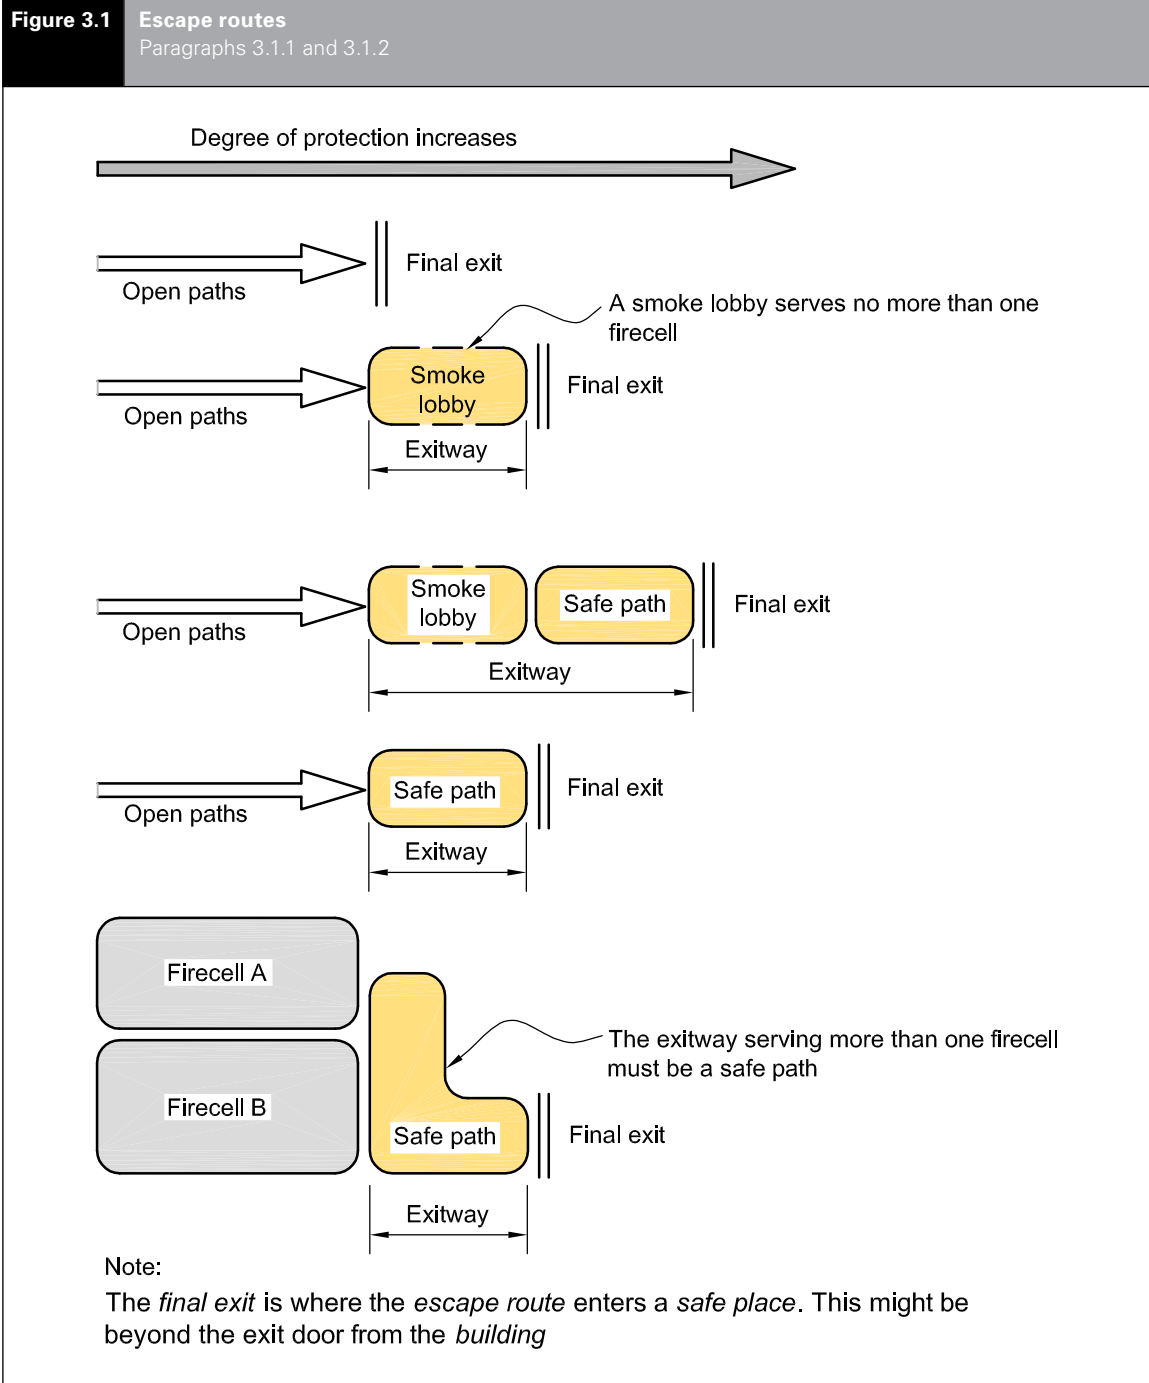 Figure 3.1
Escape routes
Paragraphs 3.1.1 and 3.1.2
Degree of protection increases
Open paths
Final exit
A smoke lobby serves no more than one
firecell
Open paths
Smoke
lobby
Final exit
Exitway
Open paths
Smoke
lobby
Safe path
Final exit
Exitway
Open paths
Safe path
Final exit
Exitway
Firecell A
Firecell B
The exitway serving more than one firecell
must be a safe path
Safe path
Final exit
Exitway
Note:
The final exit is where the escape route enters a safe place. This might be
beyond the exit door from the building